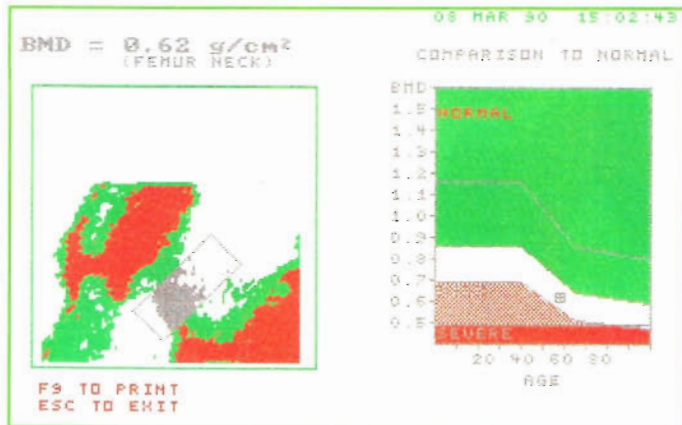 08 MAR 90 15:02:43
BMD = 0.62 g/cm²
(FEMUR NECK)
COMPARISON TO NORMAL
BMD
1.5
NORMAL
1.4
1.3
1.2
1.1
1.0
0.9
0.8
0.7
0.6
0.5
SEVERE
20 40 60 80
AGE
F9 TO PRINT
ESC TO EXIT